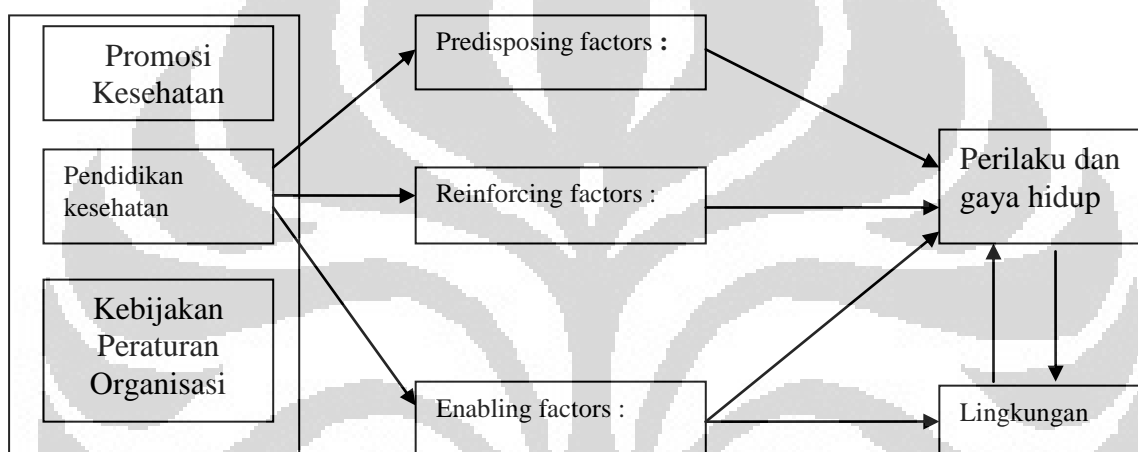 Promosi
Kesehatan
Pendidikan
kesehatan
Kebijakan
Peraturan
Organisasi
Predisposing factors :
Reinforcing factors :
Enabling factors :
Perilaku dan
gaya hidup
Lingkungan